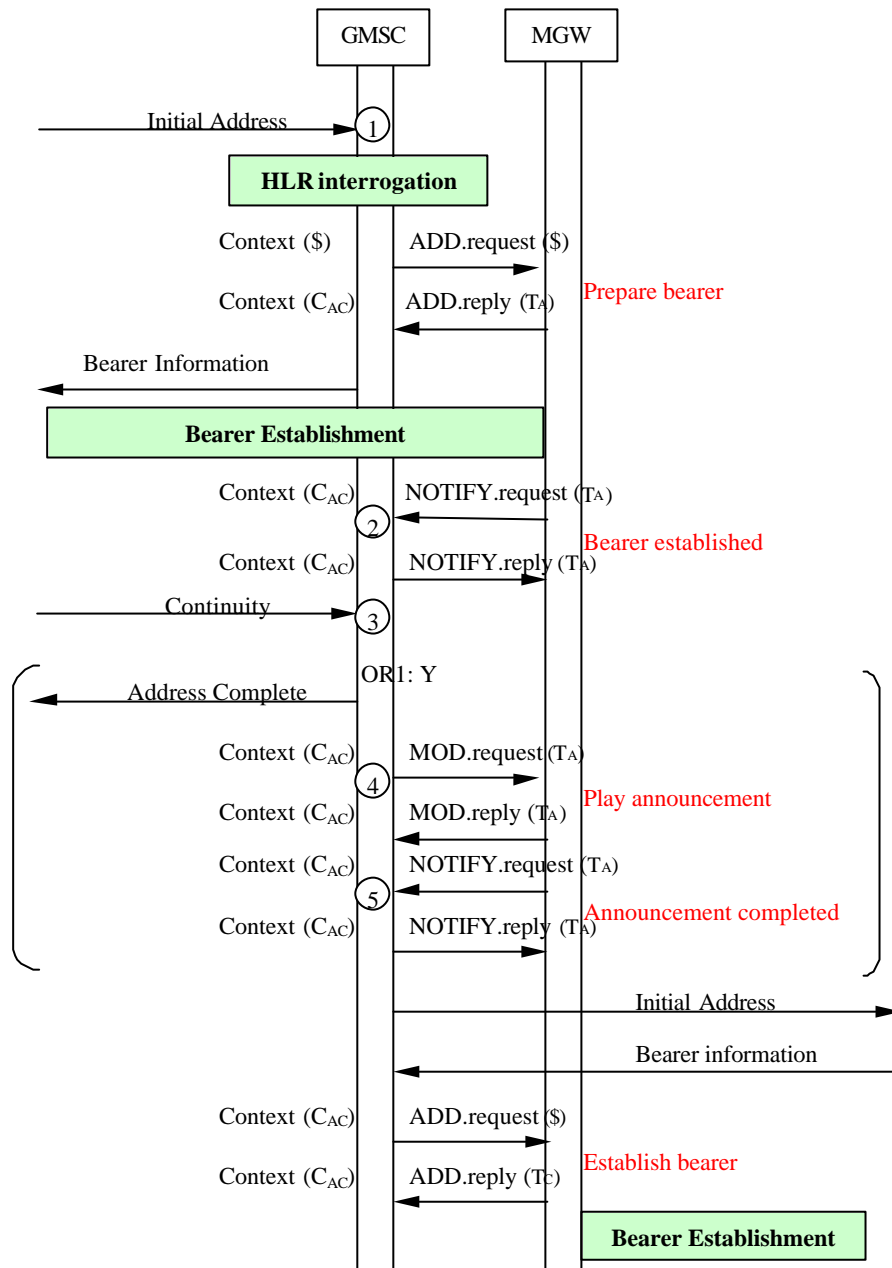 GMSC MGW
Initial Address 1
HLR interrogation
Context ($) ADD.request ($)
Prepare bearer
Context (CAC) ADD.reply (TA)
Bearer Information
Bearer Establishment
Context (CAC) NOTIFY.request (TA)
2
Bearer established
Context (CAC) NOTIFY.reply (TA)
Continuity 3
OR1: Y
Address Complete
Context (CAC) MOD.request (TA)
4
Play announcement
Context (CAC) MOD.reply (TA)
Context (CAC) NOTIFY.request (TA)
5
Announcement completed
Context (CAC) NOTIFY.reply (TA)
Initial Address
Bearer information
Context (CAC) ADD.request ($)
Establish bearer
Context (CAC) ADD.reply (TC)
Bearer Establishment